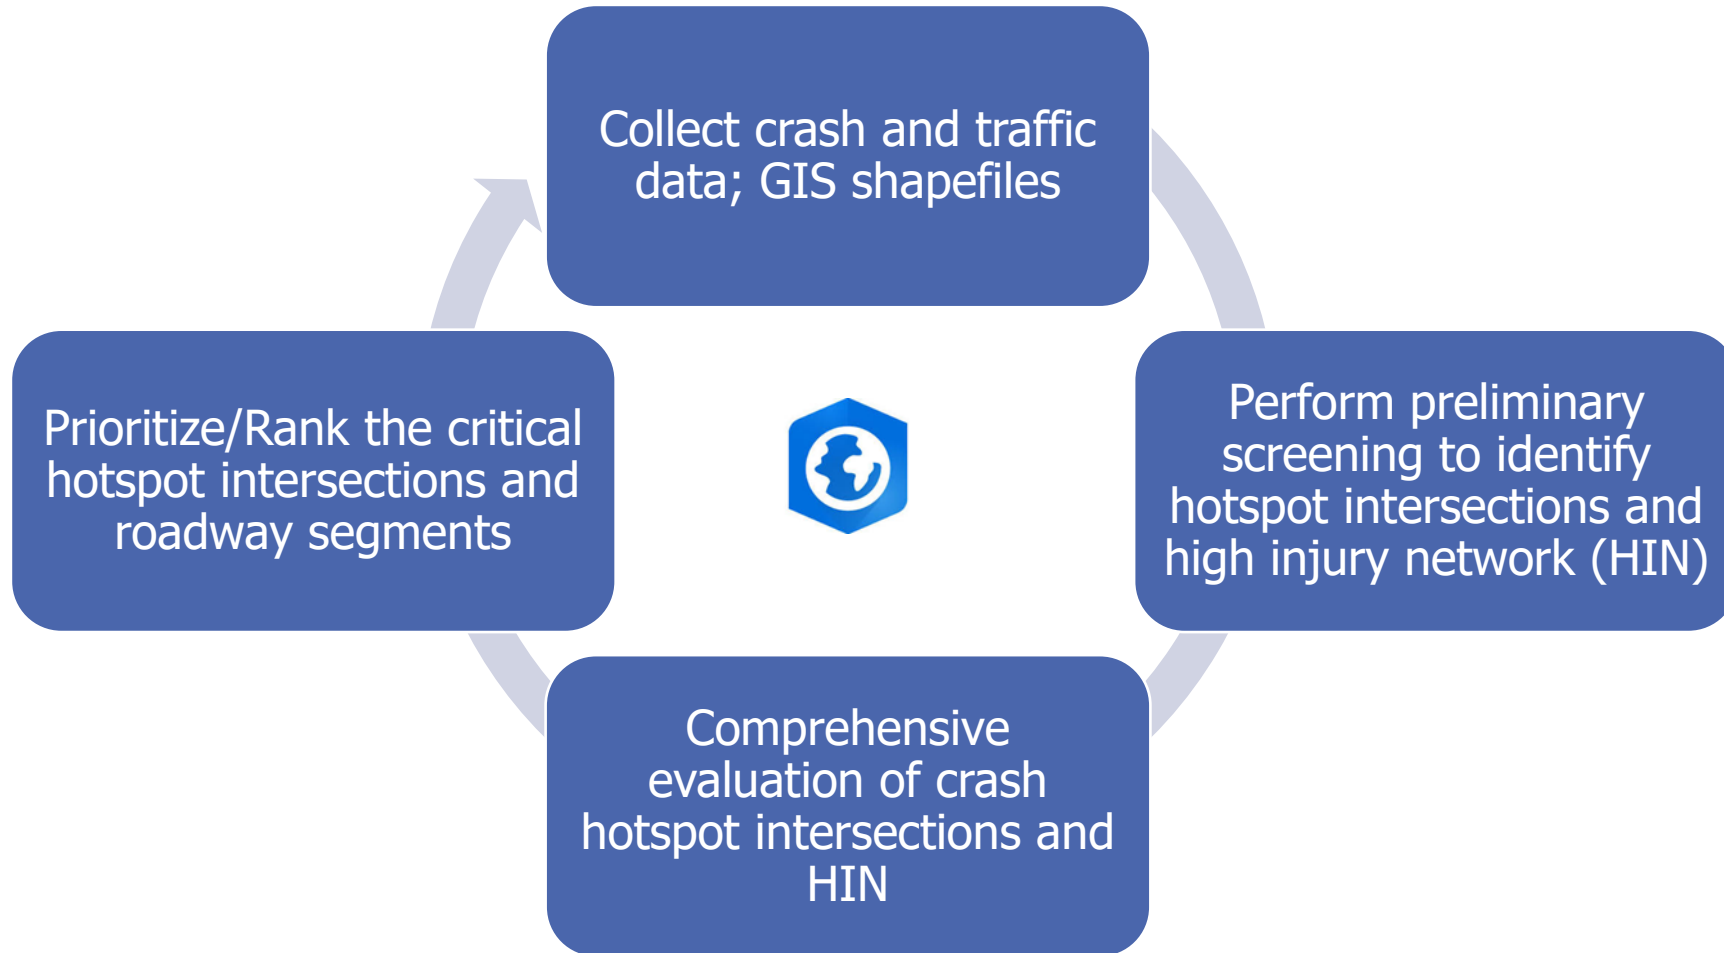 Collect crash and traffic
data; GIS shapefiles
Perform preliminary
screening to identify
hotspot intersections and
high injury network (HIN)
Comprehensive
evaluation of crash
hotspot intersections and
HIN
Prioritize/Rank the critical
hotspot intersections and
roadway segments